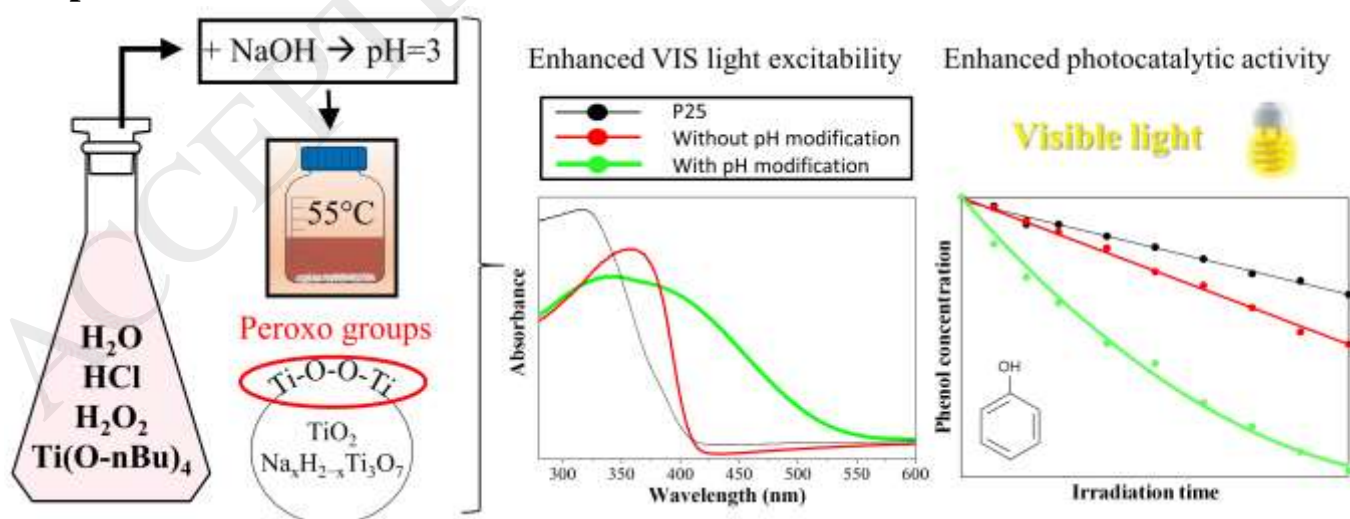 ACCEPTE
+ NaOH → pH=3
55°C
H₂O
HCl
H₂O₂
Ti(O-nBu)₄
Peroxo groups
Ti-O-O-Ti
TiO₂
NaₓH₂₋ₓTi₃O₇
Enhanced VIS light excitability
P25
Without pH modification
With pH modification
Absorbance
300 350 400 450 500 550 600
Wavelength (nm)
Enhanced photocatalytic activity
Visible light
Phenol concentration
OH
Irradiation time